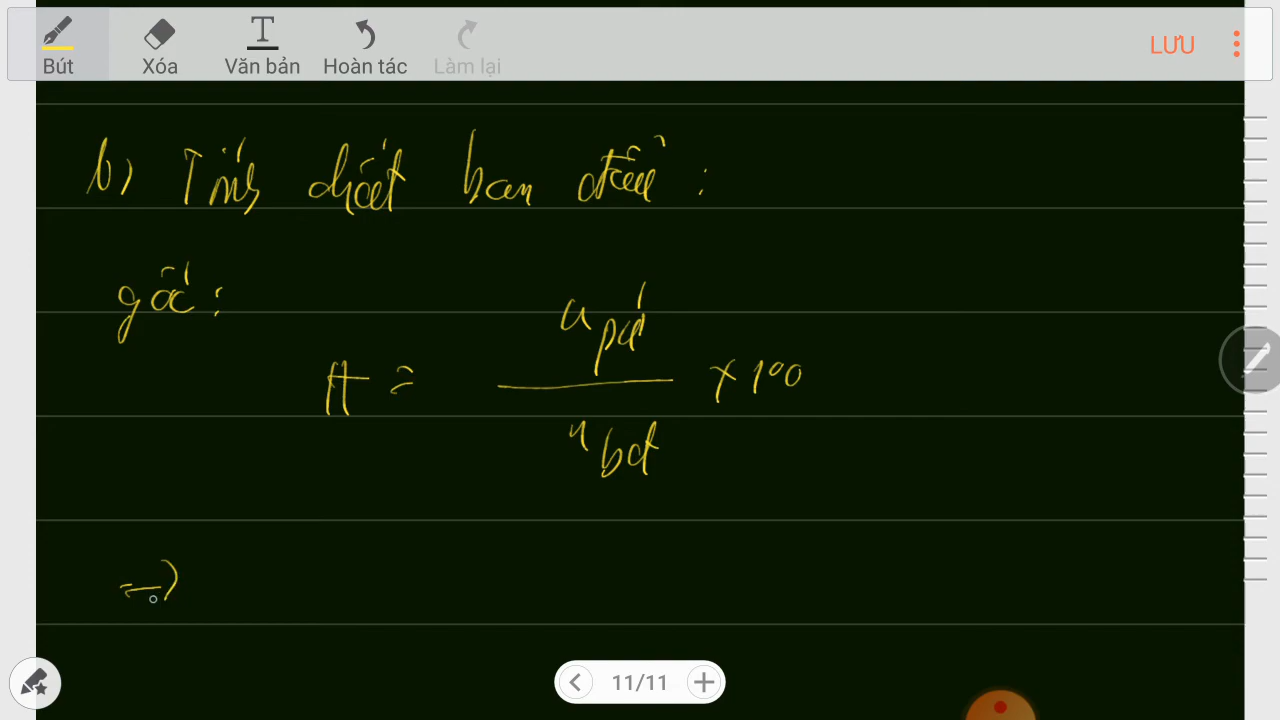 Bút Xóa Văn bản Hoàn tác Làm lại LƯU
b) Tính chất ban đầu :
gốc :
H = n pứ / n bđ × 100
=>
11/11